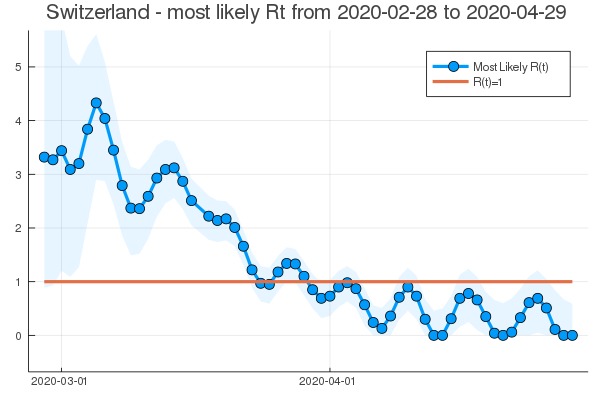 Switzerland - most likely Rt from 2020-02-28 to 2020-04-29
5
4
3
2
1
0
Most Likely R(t)
R(t)=1
2020-03-01
2020-04-01